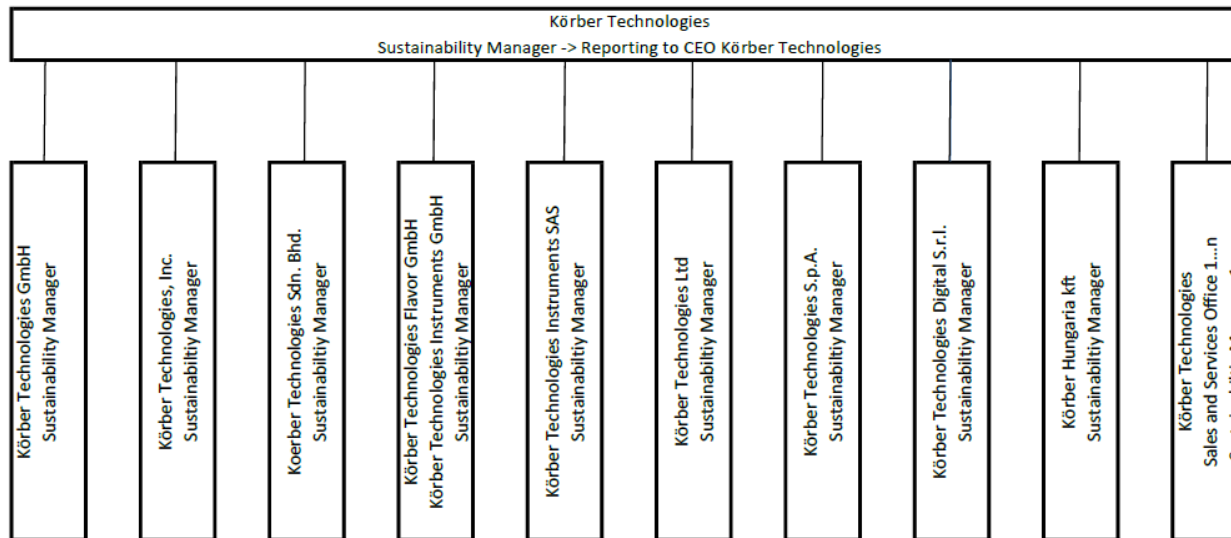 Körber Technologies
Sustainability Manager -> Reporting to CEO Körber Technologies
Körber Technologies GmbH
Sustainability Manager
Körber Technologies, Inc.
Sustainabiltiy Manager
Koerber Technologies Sdn. Bhd.
Sustainabiltiy Manager
Körber Technologies Flavor GmbH
Körber Technologies Instruments GmbH
Sustainabiltiy Manager
Körber Technologies Instruments SAS
Sustainabiltiy Manager
Körber Technologies Ltd
Sustainabiltiy Manager
Körber Technologies S.p.A.
Sustainabiltiy Manager
Körber Technologies Digital S.r.l.
Sustainabiltiy Manager
Körber Hungaria kft
Sustainabiltiy Manager
Körber Technologies
Sales and Services Office 1...n